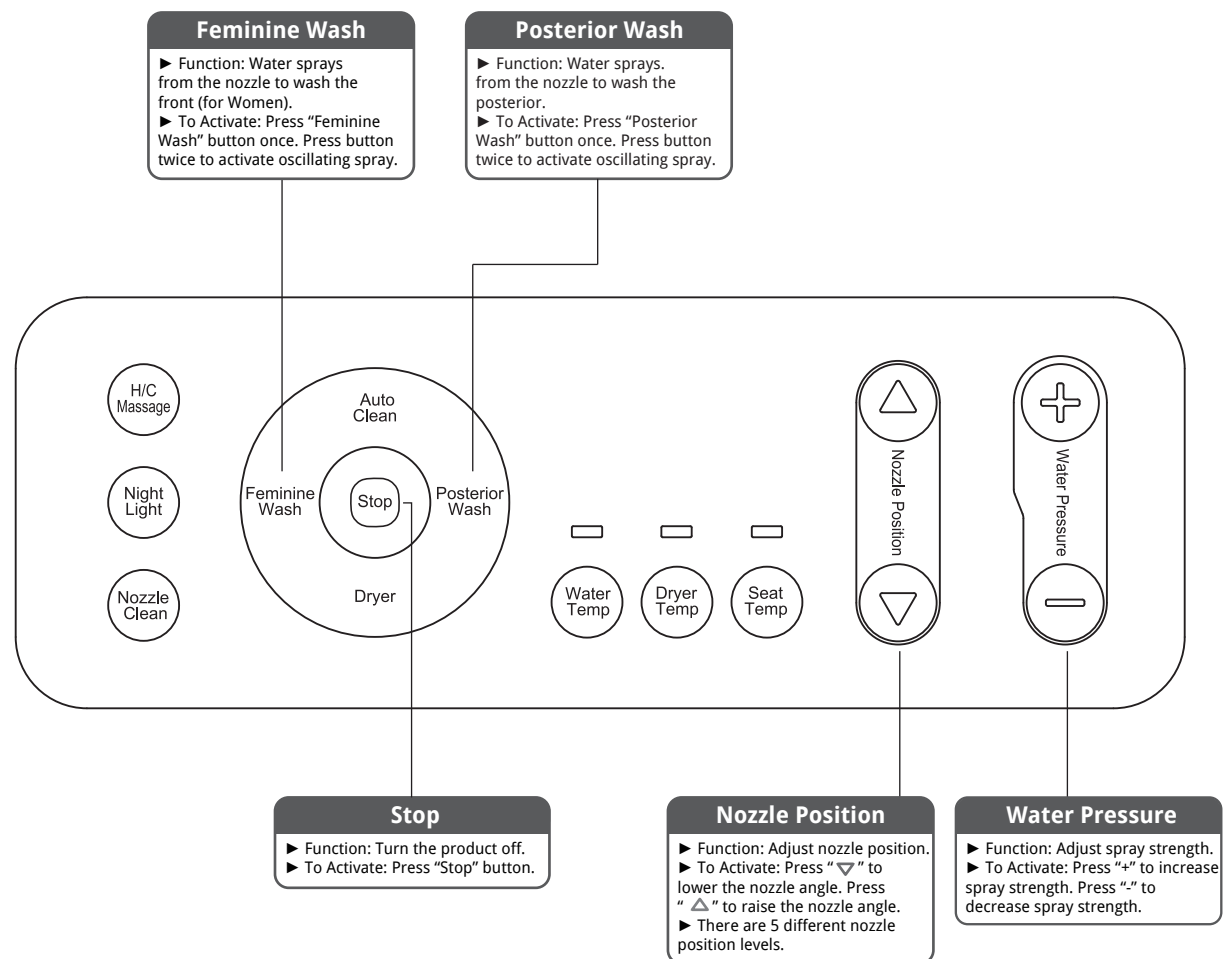 Feminine Wash
► Function: Water sprays
from the nozzle to wash the
front (for Women).
► To Activate: Press “Feminine
Wash” button once. Press button
twice to activate oscillating spray.
Posterior Wash
► Function: Water sprays.
from the nozzle to wash the
posterior.
► To Activate: Press “Posterior
Wash” button once. Press button
twice to activate oscillating spray.
H/C
Massage
Night
Light
Nozzle
Clean
Auto
Clean
Feminine
Wash
Stop
Posterior
Wash
Dryer
Water
Temp
Dryer
Temp
Seat
Temp
Nozzle Position
Water Pressure
Stop
► Function: Turn the product off.
► To Activate: Press “Stop” button.
Nozzle Position
► Function: Adjust nozzle position.
► To Activate: Press “ ▽ ” to
lower the nozzle angle. Press
“ △ ” to raise the nozzle angle.
► There are 5 different nozzle
position levels.
Water Pressure
► Function: Adjust spray strength.
► To Activate: Press “+” to increase
spray strength. Press “-” to
decrease spray strength.